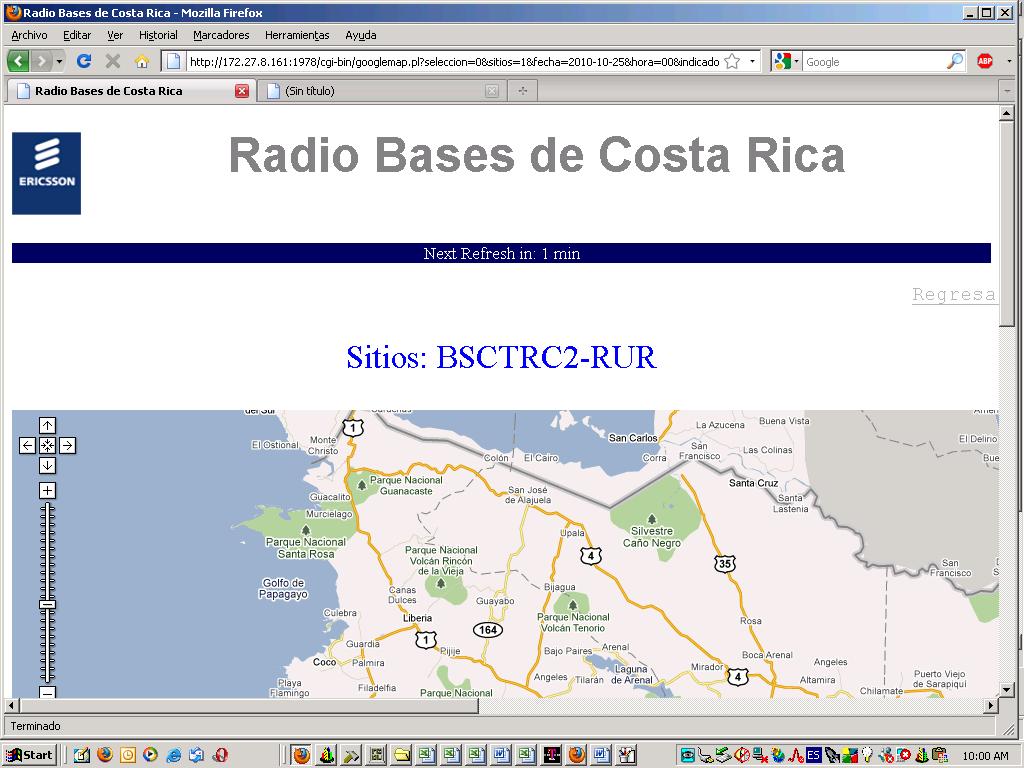 Radio Bases de Costa Rica - Mozilla Firefox
Archivo Editar Ver Historial Marcadores Herramientas Ayuda
http://172.27.8.161:1978/cgi-bin/googlemap.pl?seleccion=0&sitios=1&fecha=2010-10-25&hora=00&indicado
Google
ABP
Radio Bases de Costa Rica
(Sin título)
ERICSSON
Radio Bases de Costa Rica
Next Refresh in: 1 min
Regresa
Sitios: BSCTRC2-RUR
del Sur
Cardenas
1
La Azucena
Buena Vista
El Ostional
Monte Christo
San Carlos
San Francisco
El Delirio
Colón
El Cairo
Corra
Las Colinas
Parque Nacional Guanacaste
San José de Alajuela
Santa Cruz
Santa Lastenia
Guacalito
Murcielago
Parque Nacional Santa Rosa
Upala
Silvestre Caño Negro
4
35
Parque Nacional Volcán Rincón de la Vieja
San Francisco
Golfo de Papagayo
Canas Dulces
Bijagua
Guayabo
Culebra
Liberia
Parque Nacional Volcán Tenorio
Rosa
164
1
Guardia
Pijije
Bajo Paires
Arenal
Boca Arenal
Coco
Palmira
Laguna de Arenal
Mirador
Angeles
4
Playa Flamingo
Filadelfia
Parque Nacional
Angeles
Tilarán
Altamira
Chilamate
Puerto Viejo de Sarapiquí
Terminado
Start
ES
10:00 AM